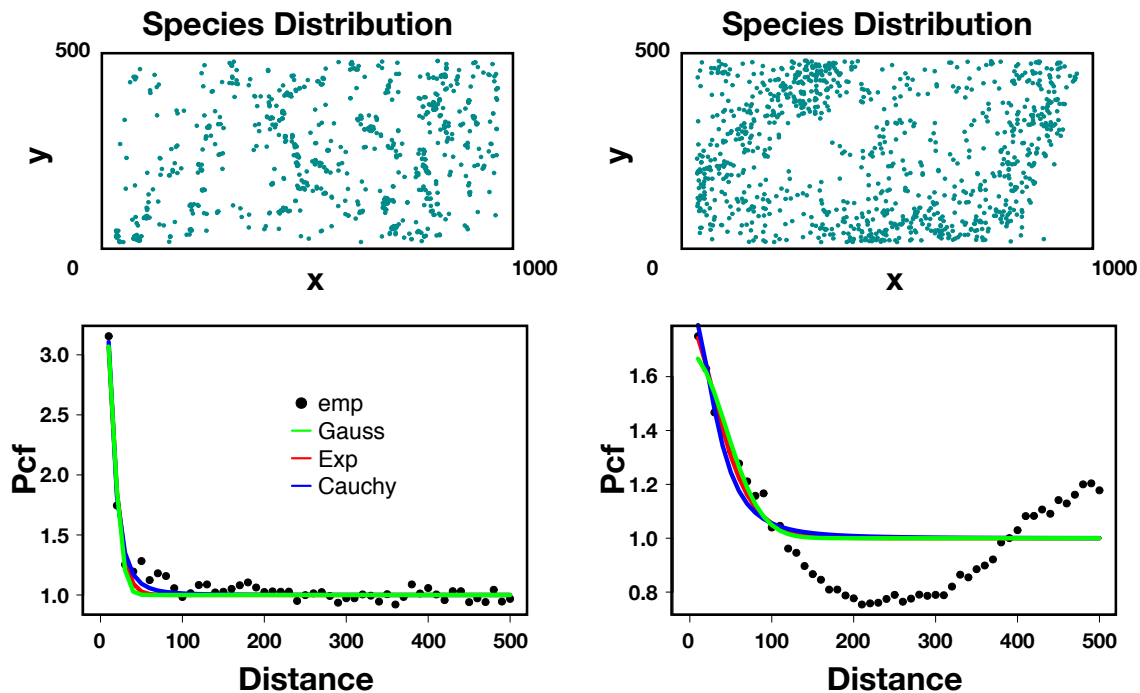 Species Distribution
500
y
0
x
1000
Species Distribution
500
y
0
x
1000
3.0
2.5
2.0
1.5
1.0
Pcf
emp
Gauss
Exp
Cauchy
0 100 200 300 400 500
Distance
1.6
1.4
1.2
1.0
0.8
Pcf
0 100 200 300 400 500
Distance